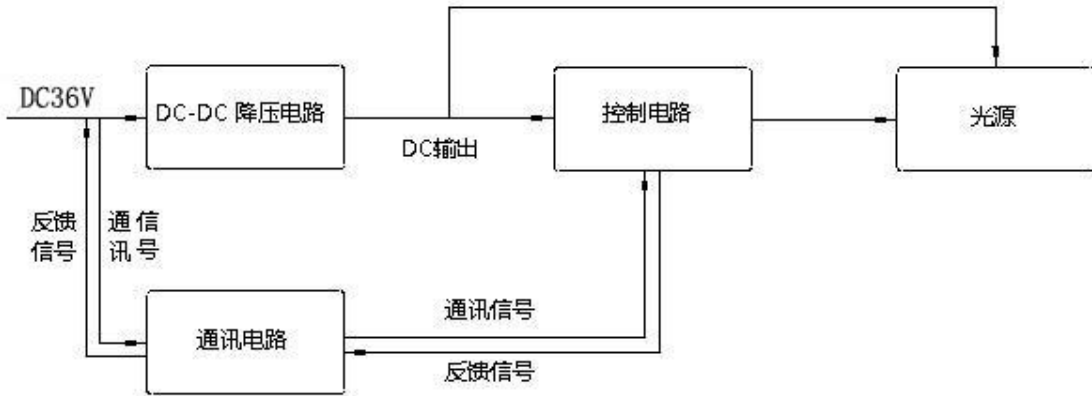 DC36V
DC-DC 降压电路
控制电路
光源
DC输出
反馈
信号
通 信
讯 号
通讯电路
通讯信号
反馈信号